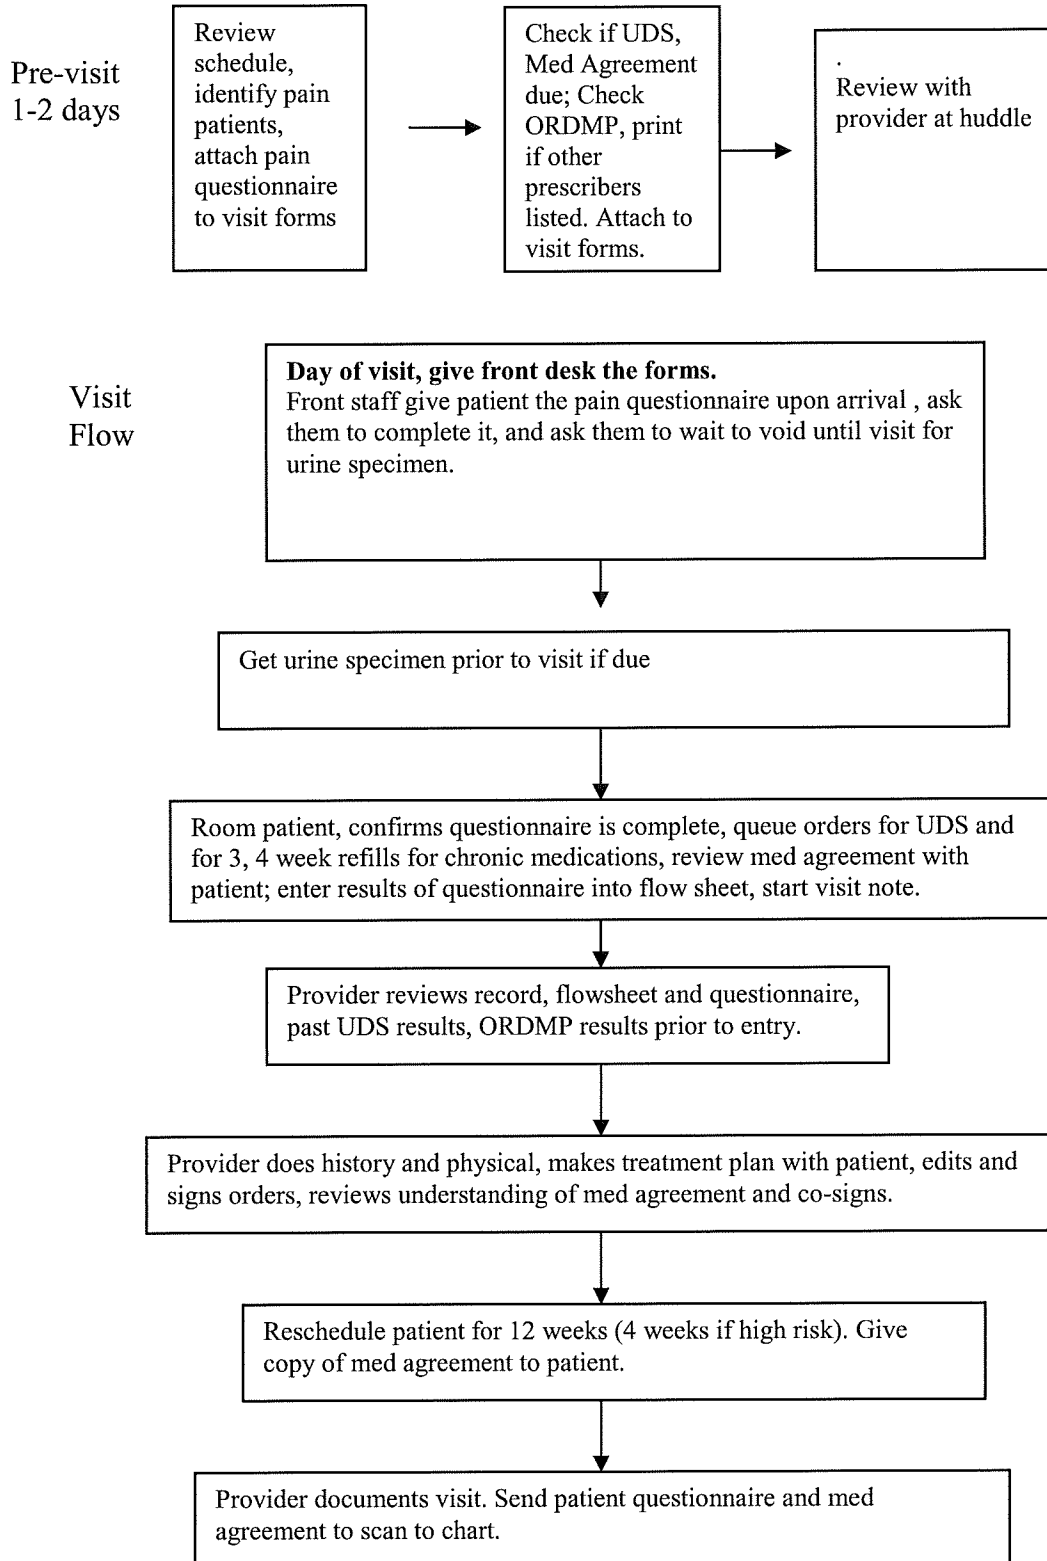 Pre-visit
1-2 days
Review
schedule,
identify pain
patients,
attach pain
questionnaire
to visit forms
Check if UDS,
Med Agreement
due; Check
ORDMP, print
if other
prescribers
listed. Attach to
visit forms.
.
Review with
provider at huddle
Visit
Flow
Day of visit, give front desk the forms.
Front staff give patient the pain questionnaire upon arrival , ask
them to complete it, and ask them to wait to void until visit for
urine specimen.
Get urine specimen prior to visit if due
Room patient, confirms questionnaire is complete, queue orders for UDS and
for 3, 4 week refills for chronic medications, review med agreement with
patient; enter results of questionnaire into flow sheet, start visit note.
Provider reviews record, flowsheet and questionnaire,
past UDS results, ORDMP results prior to entry.
Provider does history and physical, makes treatment plan with patient, edits and
signs orders, reviews understanding of med agreement and co-signs.
Reschedule patient for 12 weeks (4 weeks if high risk). Give
copy of med agreement to patient.
Provider documents visit. Send patient questionnaire and med
agreement to scan to chart.